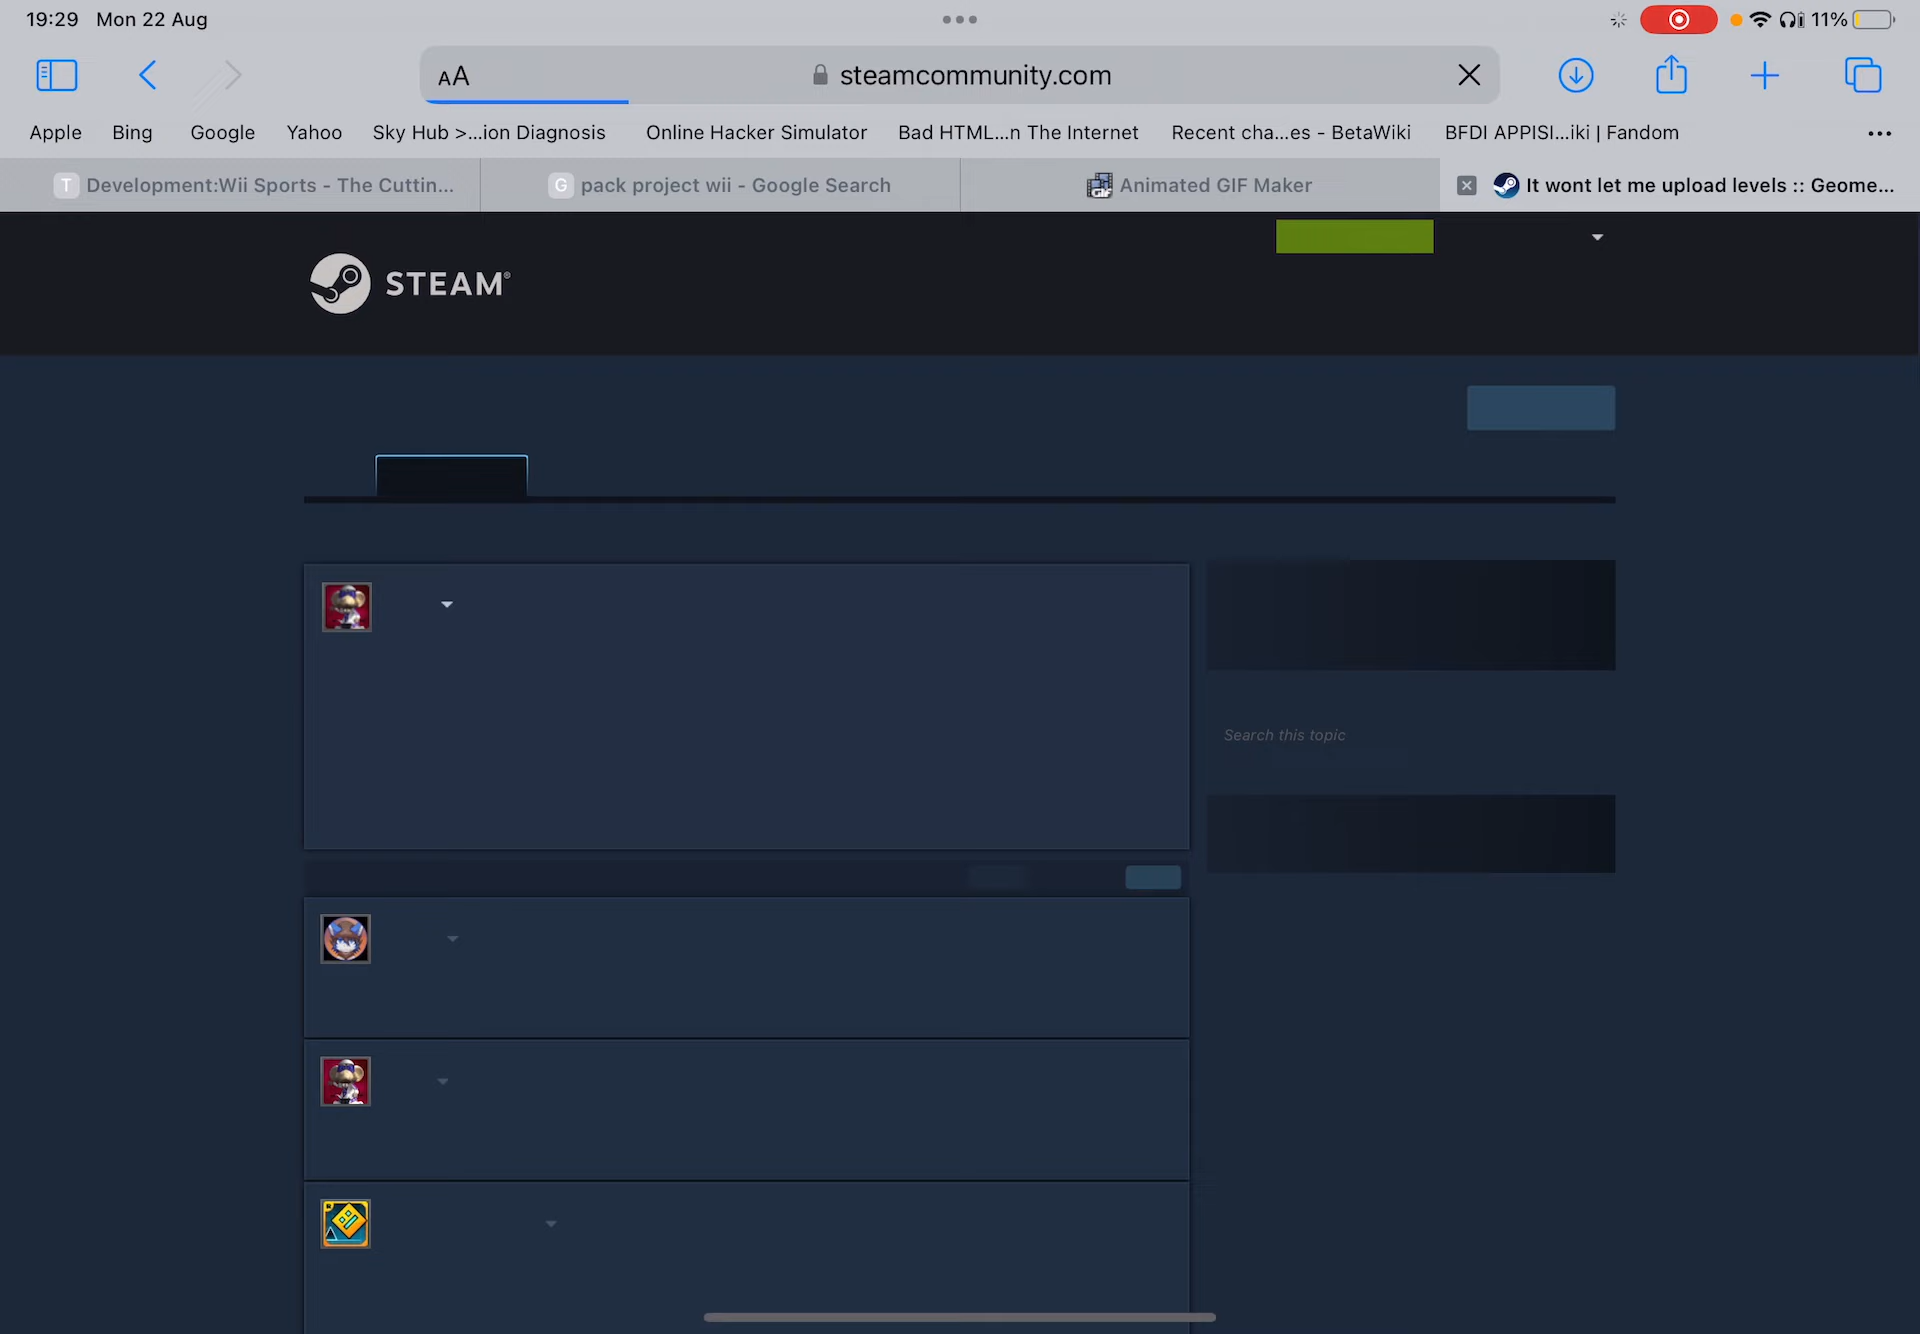 19:29 Mon 22 Aug
11%
AA
steamcommunity.com
Apple Bing Google Yahoo Sky Hub >...ion Diagnosis Online Hacker Simulator Bad HTML...n The Internet Recent cha...es - BetaWiki BFDI APPISI...iki | Fandom
T Development:Wii Sports - The Cuttin... G pack project wii - Google Search GIF Animated GIF Maker It wont let me upload levels :: Geome...
STEAM®
Search this topic